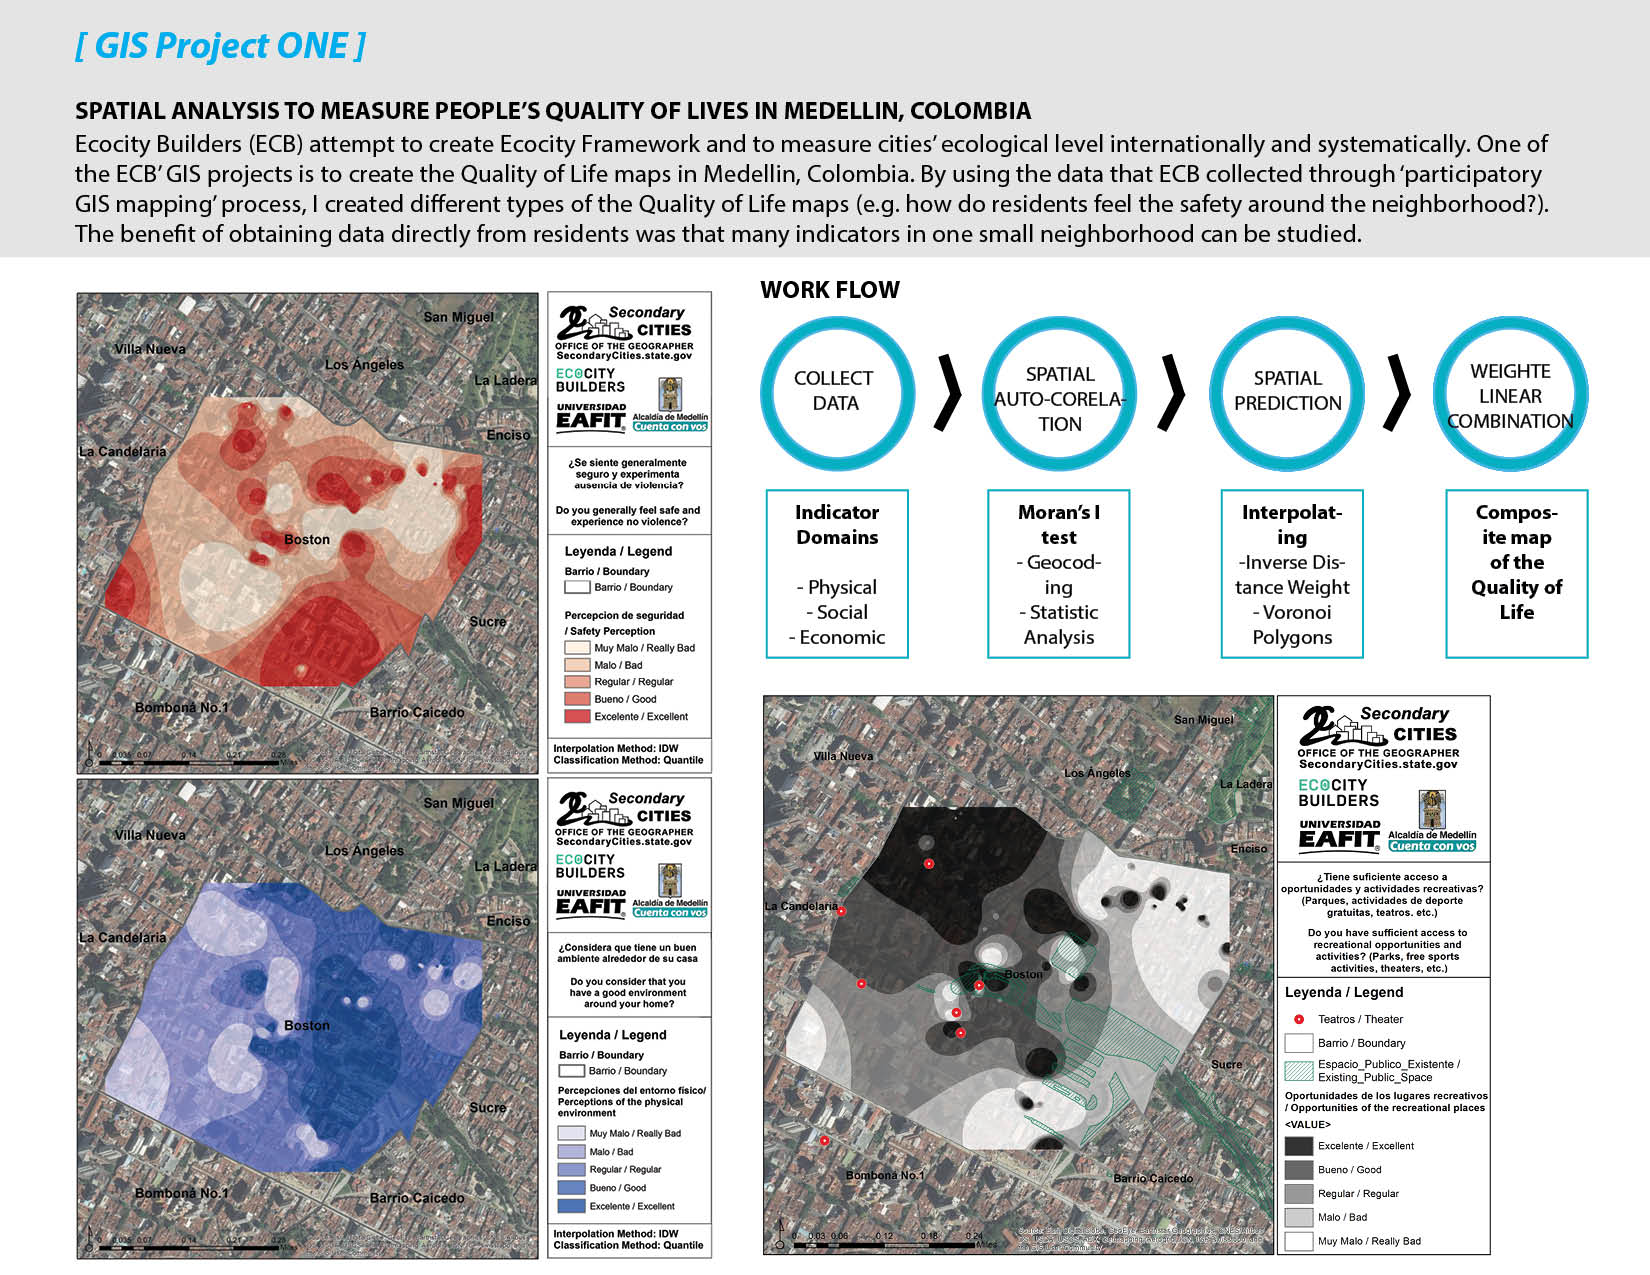 [ GIS Project ONE ]
SPATIAL ANALYSIS TO MEASURE PEOPLE'S QUALITY OF LIVES IN MEDELLIN, COLOMBIA
Ecocity Builders (ECB) attempt to create Ecocity Framework and to measure cities' ecological level internationally and systematically. One of
the ECB' GIS projects is to create the Quality of Life maps in Medellin, Colombia. By using the data that ECB collected through 'participatory
GIS mapping' process, I created different types of the Quality of Life maps (e.g. how do residents feel the safety around the neighborhood?).
The benefit of obtaining data directly from residents was that many indicators in one small neighborhood can be studied.
San Miguel
Villa Nueva
Los Ángeles
La Ladera
Enciso
La Candelaria
Boston
Sucre
Bomboná No.1
Barrio Caicedo
0 0.035 0.07 0.14 0.21 0.28
Miles
Secondary
CITIES
OFFICE OF THE GEOGRAPHER
SecondaryCities.state.gov
ECOCITY
BUILDERS
UNIVERSIDAD
EAFIT
Alcaldía de Medellín
Cuenta con vos
¿Se siente generalmente
seguro y experimenta
ausencia de violencia?
Do you generally feel safe and
experience no violence?
Leyenda / Legend
Barrio / Boundary
Barrio / Boundary
Percepcion de seguridad
/ Safety Perception
Muy Malo / Really Bad
Malo / Bad
Regular / Regular
Bueno / Good
Excelente / Excellent
Interpolation Method: IDW
Classification Method: Quantile
San Miguel
Villa Nueva
Los Ángeles
La Ladera
Enciso
La Candelaria
Boston
Sucre
Bomboná No.1
Barrio Caicedo
0 0.035 0.07 0.14 0.21 0.28
Miles
Secondary
CITIES
OFFICE OF THE GEOGRAPHER
SecondaryCities.state.gov
ECOCITY
BUILDERS
UNIVERSIDAD
EAFIT
Alcaldía de Medellín
Cuenta con vos
¿Considera que tiene un buen
ambiente alrededor de su casa
Do you consider that you
have a good environment
around your home?
Leyenda / Legend
Barrio / Boundary
Barrio / Boundary
Percepciones del entorno físico/
Perceptions of the physical
environment
Muy Malo / Really Bad
Malo / Bad
Regular / Regular
Bueno / Good
Excelente / Excellent
Interpolation Method: IDW
Classification Method: Quantile
WORK FLOW
COLLECT
DATA
SPATIAL
AUTO-CORELA-
TION
SPATIAL
PREDICTION
WEIGHTE
LINEAR
COMBINATION
Indicator
Domains
- Physical
- Social
- Economic
Moran's I
test
- Geocod-
ing
- Statistic
Analysis
Interpolat-
ing
-Inverse Dis-
tance Weight
- Voronoi
Polygons
Compos-
ite map
of the
Quality of
Life
San Miguel
Villa Nueva
Los Ángeles
La Ladera
Enciso
La Candelaria
Boston
Sucre
Bomboná No.1
Barrio Caicedo
0 0.03 0.06 0.12 0.18 0.24
Miles
Secondary
CITIES
OFFICE OF THE GEOGRAPHER
SecondaryCities.state.gov
ECOCITY
BUILDERS
UNIVERSIDAD
EAFIT
Alcaldía de Medellín
Cuenta con vos
¿Tiene suficiente acceso a
oportunidades y actividades recreativas?
(Parques, actividades de deporte
gratuitas, teatros. etc.)
Do you have sufficient access to
recreational opportunities and
activities? (Parks, free sports
activities, theaters, etc.)
Leyenda / Legend
Teatros / Theater
Barrio / Boundary
Espacio_Publico_Existente /
Existing_Public_Space
Oportunidades de los lugares recreativos
/ Opportunities of the recreational places
<VALUE>
Excelente / Excellent
Bueno / Good
Regular / Regular
Malo / Bad
Muy Malo / Really Bad